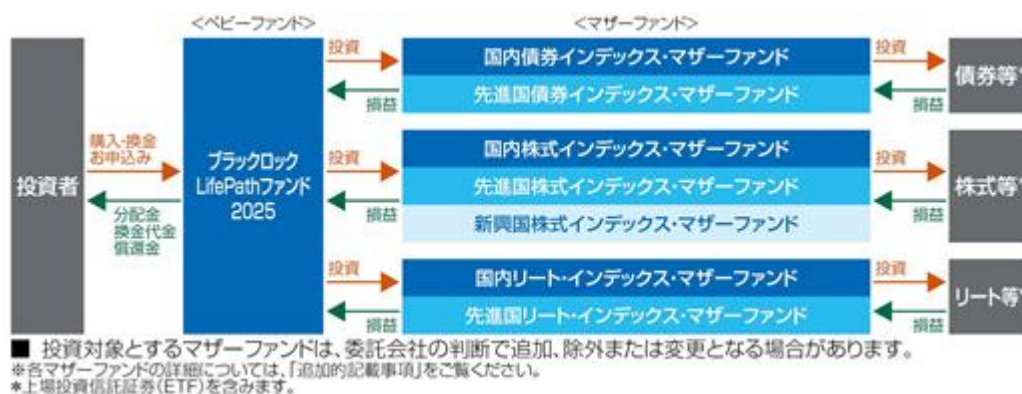 <ベビーファンド>
<マザーファンド>
投資者
購入・換金
お申込み
分配金
換金代金
償還金
ブラックロック
LifePathファンド
2025
投資
損益
国内債券インデックス・マザーファンド
先進国債券インデックス・マザーファンド
投資
損益
債券等*
投資
損益
国内株式インデックス・マザーファンド
先進国株式インデックス・マザーファンド
新興国株式インデックス・マザーファンド
投資
損益
株式等*
投資
損益
国内リート・インデックス・マザーファンド
先進国リート・インデックス・マザーファンド
投資
損益
リート等*
■ 投資対象とするマザーファンドは、委託会社の判断で追加、除外または変更となる場合があります。
※各マザーファンドの詳細については、「追加的記載事項」をご覧ください。
*上場投資信託証券(ETF)を含みます。